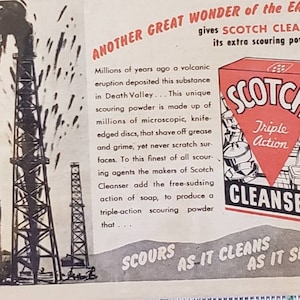 ANOTHER GREAT WONDER of the EA
gives SCOTCH CLEA
its extra scouring po
Millions of years ago a volcanic
eruption deposited this substance
in Death Valley . . . This unique
scouring powder is made up of
millions of microscopic, knife-
edged discs, that shave off grease
and grime, yet never scratch sur-
faces. To this finest of all scour-
ing agents the makers of Scotch
Cleanser add the free-sudsing
action of soap, to produce a
triple-action scouring powder
that . . .
SCOTC
Triple
Action
CLEANSE
SCOURS AS IT CLEANS
AS IT S